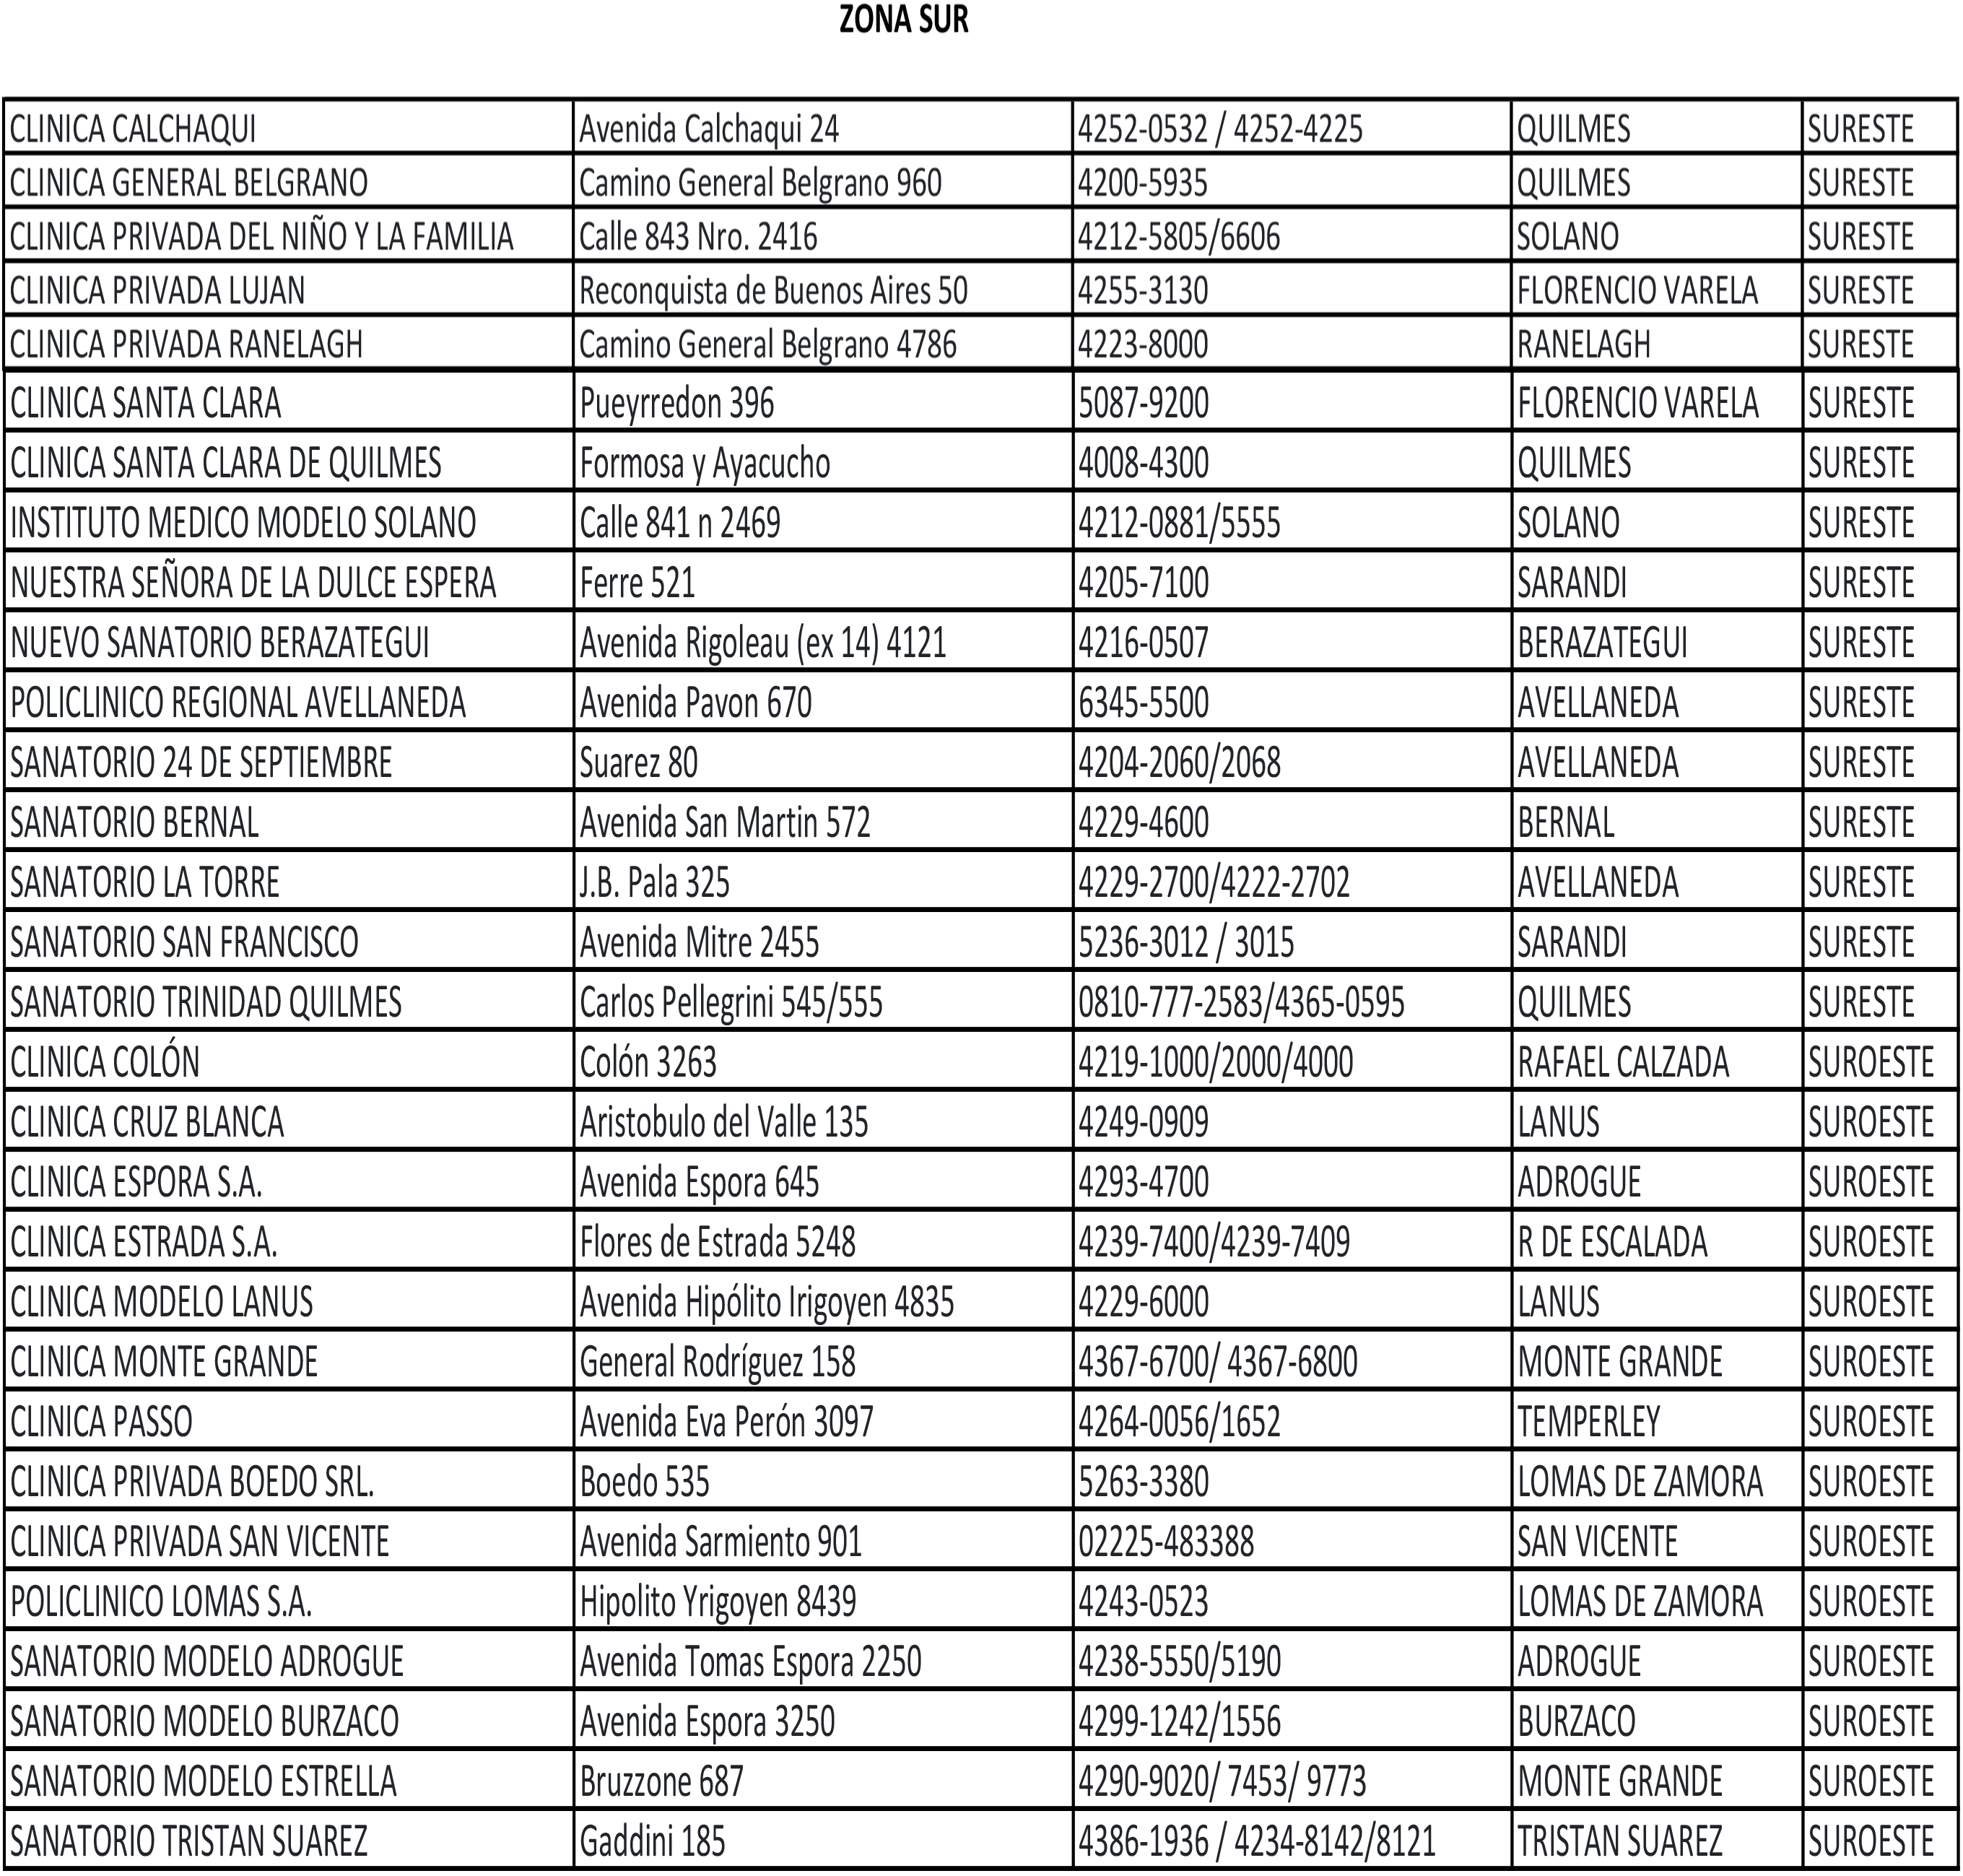 ZONA SUR
CLINICA CALCHAQUI Avenida Calchaqui 24 4252-0532 / 4252-4225 QUILMES SURESTE
CLINICA GENERAL BELGRANO Camino General Belgrano 960 4200-5935 QUILMES SURESTE
CLINICA PRIVADA DEL NIÑO Y LA FAMILIA Calle 843 Nro. 2416 4212-5805/6606 SOLANO SURESTE
CLINICA PRIVADA LUJAN Reconquista de Buenos Aires 50 4255-3130 FLORENCIO VARELA SURESTE
CLINICA PRIVADA RANELAGH Camino General Belgrano 4786 4223-8000 RANELAGH SURESTE
CLINICA SANTA CLARA Pueyrredon 396 5087-9200 FLORENCIO VARELA SURESTE
CLINICA SANTA CLARA DE QUILMES Formosa y Ayacucho 4008-4300 QUILMES SURESTE
INSTITUTO MEDICO MODELO SOLANO Calle 841 n 2469 4212-0881/5555 SOLANO SURESTE
NUESTRA SEÑORA DE LA DULCE ESPERA Ferre 521 4205-7100 SARANDI SURESTE
NUEVO SANATORIO BERAZATEGUI Avenida Rigoleau (ex 14) 4121 4216-0507 BERAZATEGUI SURESTE
POLICLINICO REGIONAL AVELLANEDA Avenida Pavon 670 6345-5500 AVELLANEDA SURESTE
SANATORIO 24 DE SEPTIEMBRE Suarez 80 4204-2060/2068 AVELLANEDA SURESTE
SANATORIO BERNAL Avenida San Martin 572 4229-4600 BERNAL SURESTE
SANATORIO LA TORRE J.B. Pala 325 4229-2700/4222-2702 AVELLANEDA SURESTE
SANATORIO SAN FRANCISCO Avenida Mitre 2455 5236-3012 / 3015 SARANDI SURESTE
SANATORIO TRINIDAD QUILMES Carlos Pellegrini 545/555 0810-777-2583/4365-0595 QUILMES SURESTE
CLINICA COLÓN Colón 3263 4219-1000/2000/4000 RAFAEL CALZADA SUROESTE
CLINICA CRUZ BLANCA Aristobulo del Valle 135 4249-0909 LANUS SUROESTE
CLINICA ESPORA S.A. Avenida Espora 645 4293-4700 ADROGUE SUROESTE
CLINICA ESTRADA S.A. Flores de Estrada 5248 4239-7400/4239-7409 R DE ESCALADA SUROESTE
CLINICA MODELO LANUS Avenida Hipólito Irigoyen 4835 4229-6000 LANUS SUROESTE
CLINICA MONTE GRANDE General Rodríguez 158 4367-6700/ 4367-6800 MONTE GRANDE SUROESTE
CLINICA PASSO Avenida Eva Perón 3097 4264-0056/1652 TEMPERLEY SUROESTE
CLINICA PRIVADA BOEDO SRL. Boedo 535 5263-3380 LOMAS DE ZAMORA SUROESTE
CLINICA PRIVADA SAN VICENTE Avenida Sarmiento 901 02225-483388 SAN VICENTE SUROESTE
POLICLINICO LOMAS S.A. Hipolito Yrigoyen 8439 4243-0523 LOMAS DE ZAMORA SUROESTE
SANATORIO MODELO ADROGUE Avenida Tomas Espora 2250 4238-5550/5190 ADROGUE SUROESTE
SANATORIO MODELO BURZACO Avenida Espora 3250 4299-1242/1556 BURZACO SUROESTE
SANATORIO MODELO ESTRELLA Bruzzone 687 4290-9020/ 7453/ 9773 MONTE GRANDE SUROESTE
SANATORIO TRISTAN SUAREZ Gaddini 185 4386-1936 / 4234-8142/8121 TRISTAN SUAREZ SUROESTE